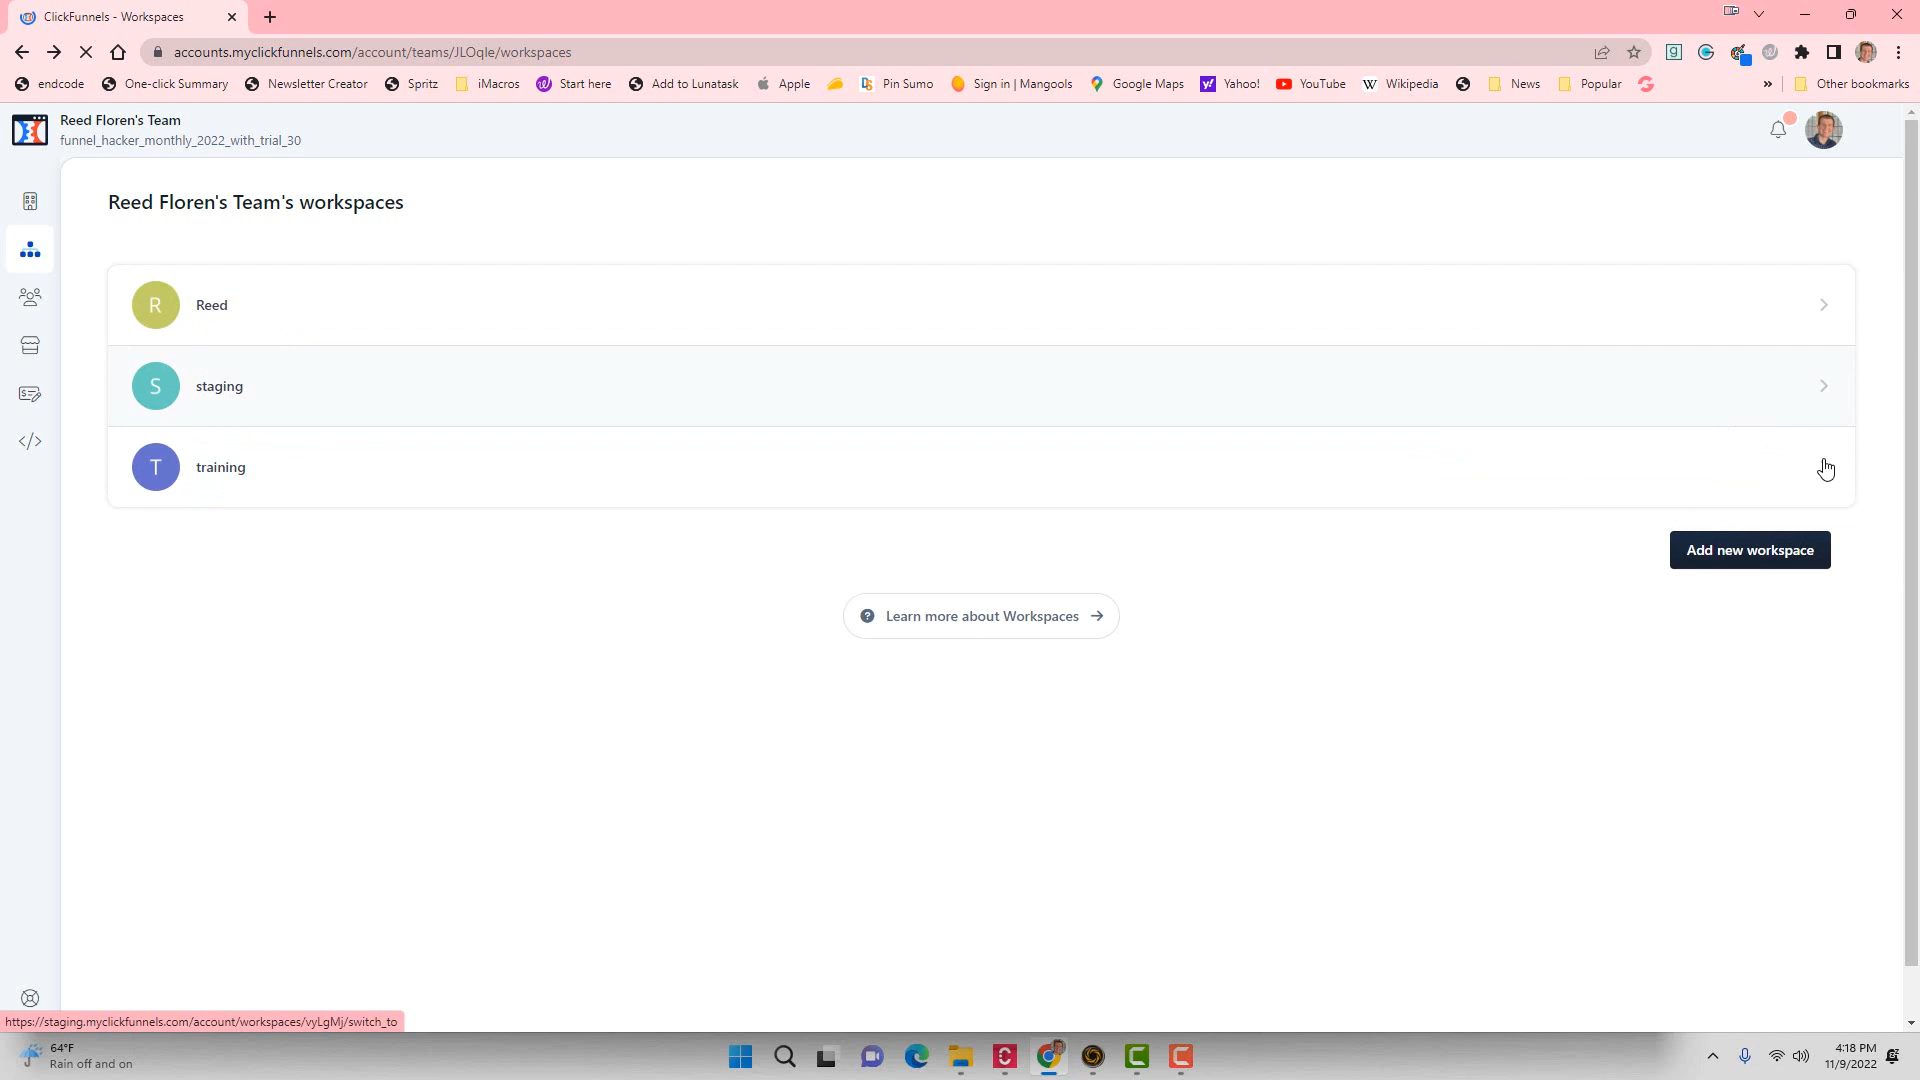 ClickFunnels - Workspaces
accounts.myclickfunnels.com/account/teams/JLOqle/workspaces
endcode One-click Summary Newsletter Creator Spritz iMacros Start here Add to Lunatask Apple Pin Sumo Sign in | Mangools Google Maps Yahoo! YouTube Wikipedia News Popular » Other bookmarks
Reed Floren's Team
funnel_hacker_monthly_2022_with_trial_30
Reed Floren's Team's workspaces
R Reed
S staging
T training
Add new workspace
? Learn more about Workspaces →
https://staging.myclickfunnels.com/account/workspaces/vyLgMj/switch_to
64°F
Rain off and on
4:18 PM
11/9/2022